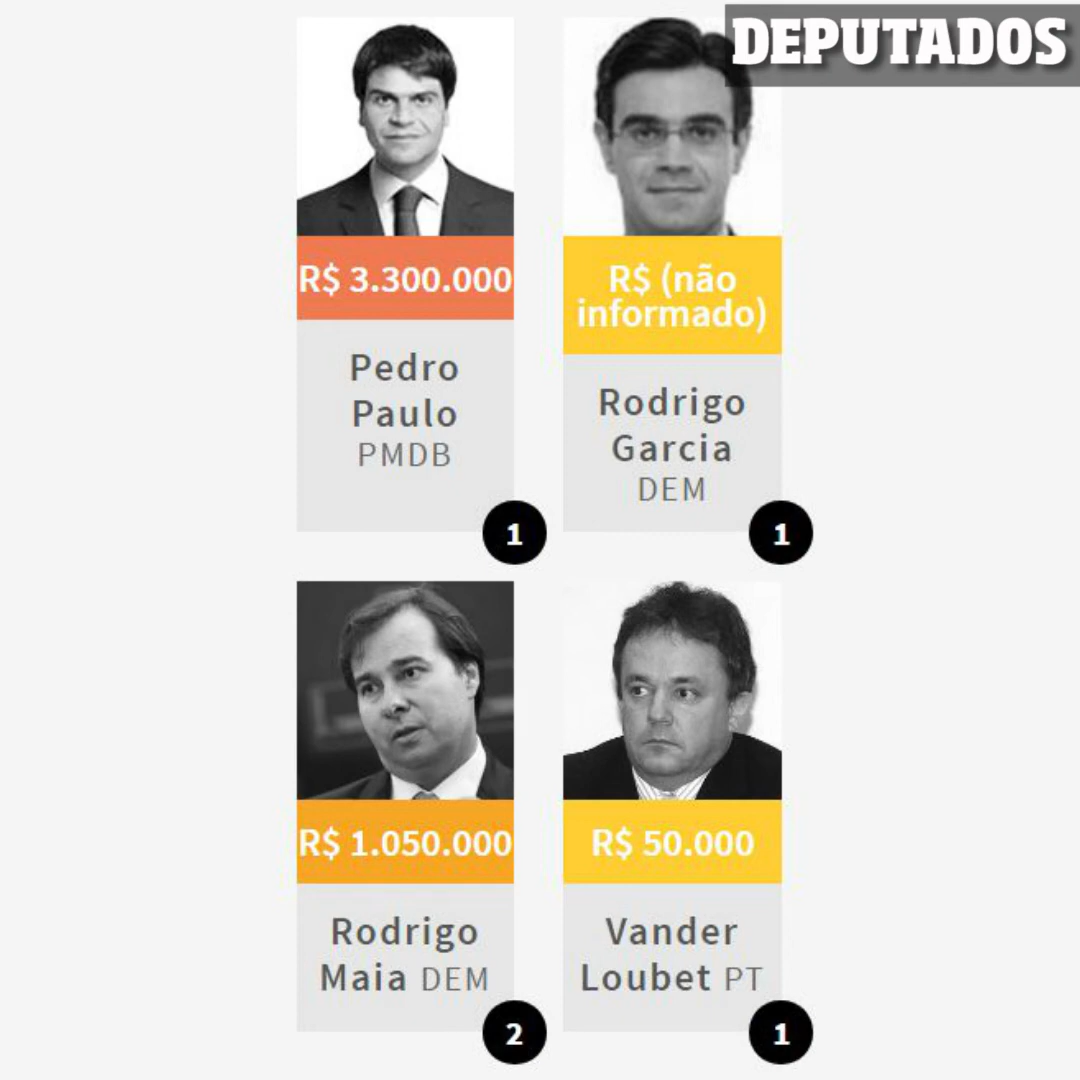 DEPUTADOS
R$ 3.300.000
Pedro
Paulo
PMDB
1
R$ (não
informado)
Rodrigo
Garcia
DEM
1
R$ 1.050.000
Rodrigo
Maia DEM
2
R$ 50.000
Vander
Loubet PT
1